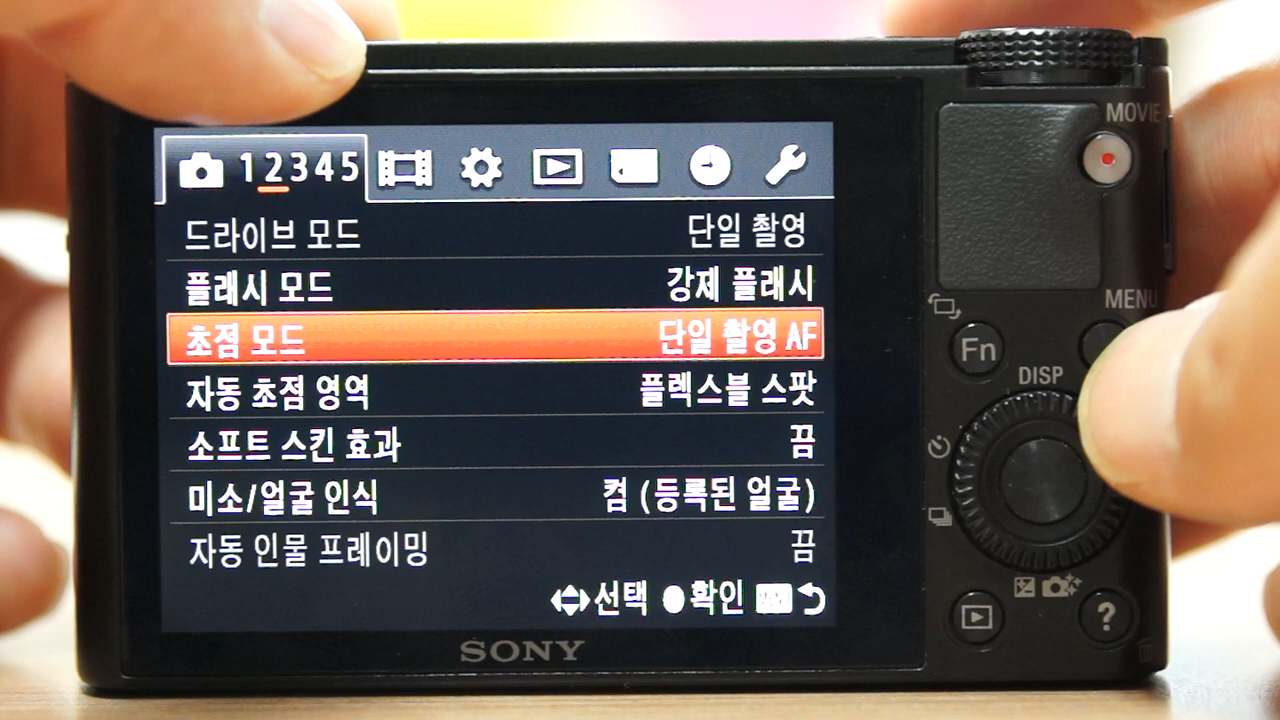 MOVIE
12345
드라이브 모드 단일 촬영
플래시 모드 강제 플래시
MENU
초점 모드 단일 촬영 AF
Fn
DISP
자동 초점 영역 플렉스블 스팟
소프트 스킨 효과 끔
미소/얼굴 인식 켬 (등록된 얼굴)
자동 인물 프레이밍 끔
선택 확인
?
SONY